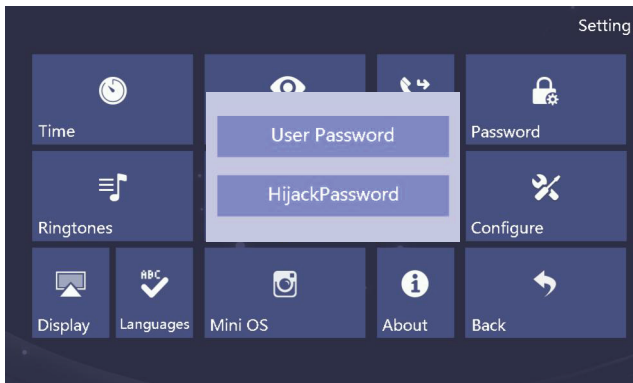 Setting
Time
User Password
Password
HijackPassword
Ringtones
Configure
ABC
Display
Languages
Mini OS
About
Back